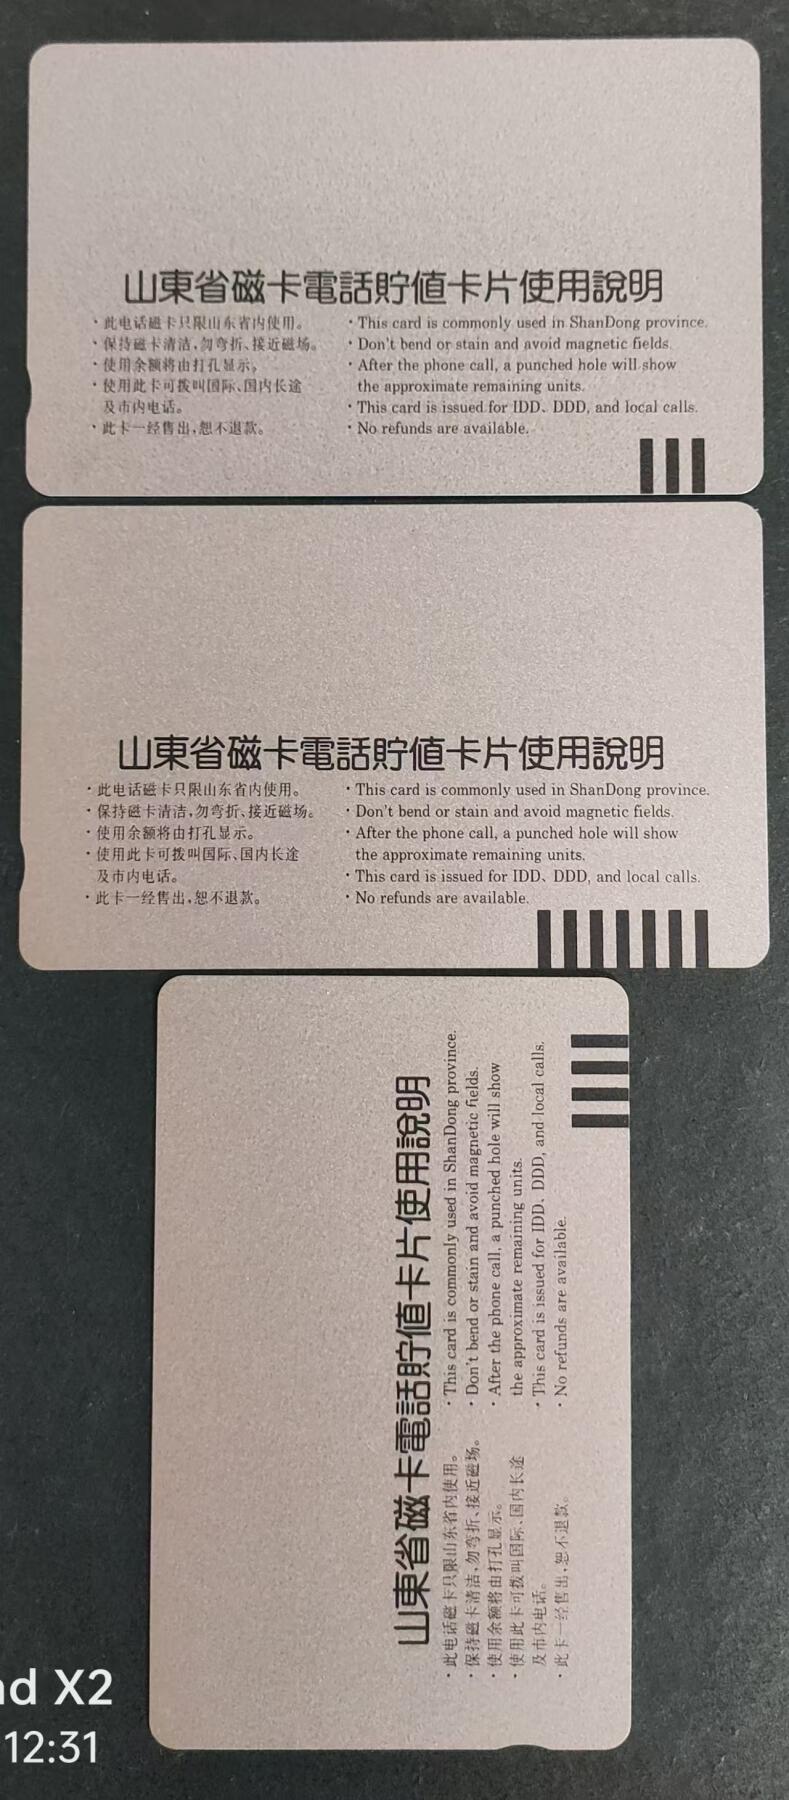 山東省磁卡電話貯値卡片使用說明
・此电话磁卡只限山东省内使用。
・保持磁卡清洁,勿弯折、接近磁场。
・使用余额将由打孔显示。
・使用此卡可拨叫国际、国内长途
及市内电话。
・此卡一经售出,恕不退款。
・This card is commonly used in ShanDong province.
・Don't bend or stain and avoid magnetic fields.
・After the phone call, a punched hole will show
the approximate remaining units.
・This card is issued for IDD、DDD, and local calls.
・No refunds are available.
山東省磁卡電話貯値卡片使用說明
・此电话磁卡只限山东省内使用。
・保持磁卡清洁,勿弯折、接近磁场。
・使用余额将由打孔显示。
・使用此卡可拨叫国际、国内长途
及市内电话。
・此卡一经售出,恕不退款。
・This card is commonly used in ShanDong province.
・Don't bend or stain and avoid magnetic fields.
・After the phone call, a punched hole will show
the approximate remaining units.
・This card is issued for IDD、DDD, and local calls.
・No refunds are available.
山東省磁卡電話貯値卡片使用說明
・此电话磁卡只限山东省内使用。
・保持磁卡清洁,勿弯折、接近磁场。
・使用余额将由打孔显示。
・使用此卡可拨叫国际、国内长途
及市内电话。
・此卡一经售出,恕不退款。
・This card is commonly used in ShanDong province.
・Don't bend or stain and avoid magnetic fields.
・After the phone call, a punched hole will show
the approximate remaining units.
・This card is issued for IDD、DDD, and local calls.
・No refunds are available.
X2
12:31